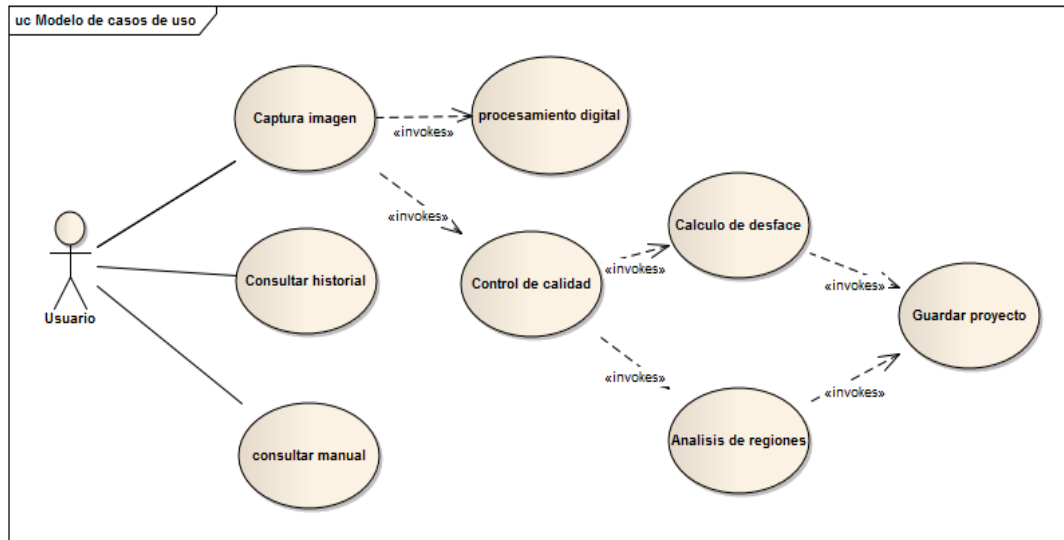 uc Modelo de casos de uso
Captura imagen
«invokes»
procesamiento digital
«invokes»
Calculo de desface
Usuario
Consultar historial
Control de calidad
«invokes»
«invokes»
Guardar proyecto
«invokes»
«invokes»
consultar manual
Analisis de regiones